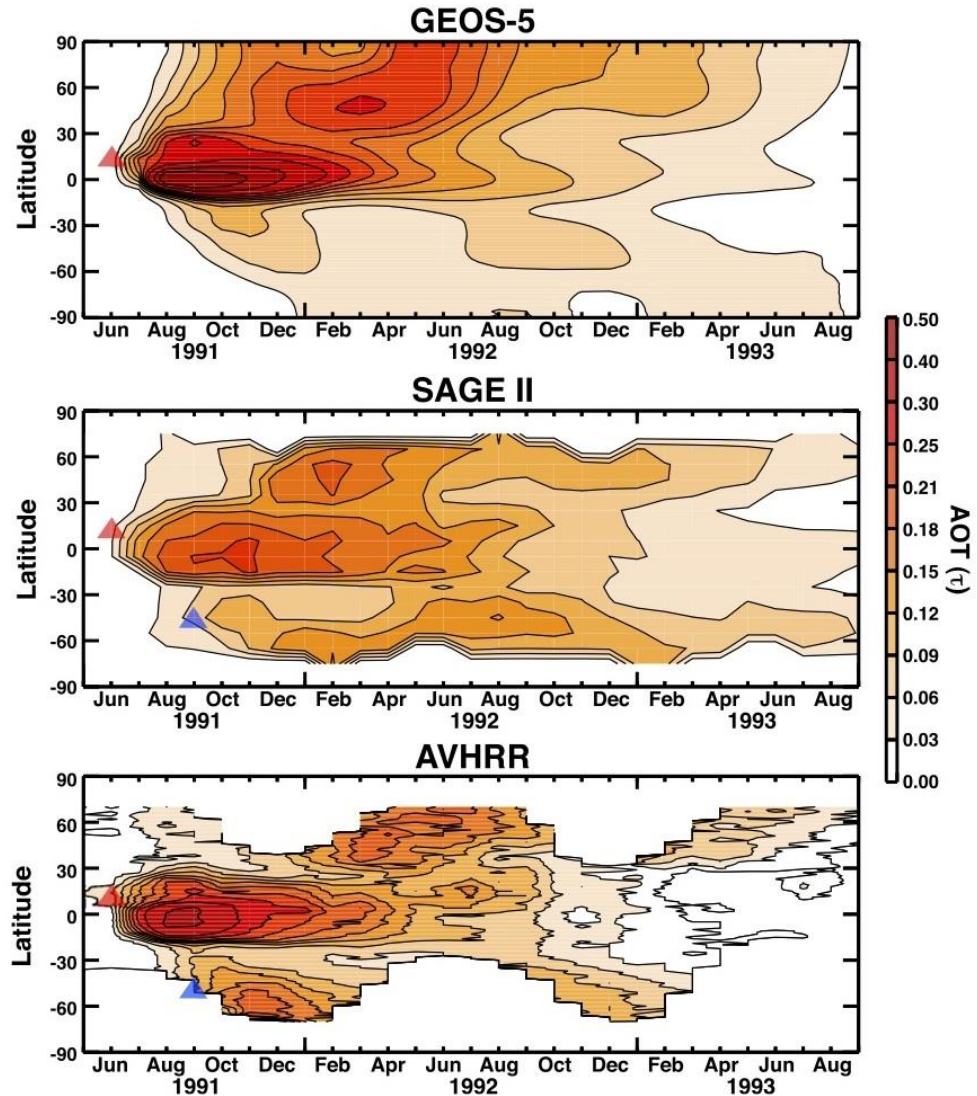 GEOS-5
90
60
30
0
-30
-60
-90
Latitude
Jun Aug Oct Dec Feb Apr Jun Aug Oct Dec Feb Apr Jun Aug
1991 1992 1993
SAGE II
90
60
30
0
-30
-60
-90
Latitude
Jun Aug Oct Dec Feb Apr Jun Aug Oct Dec Feb Apr Jun Aug
1991 1992 1993
AVHRR
90
60
30
0
-30
-60
-90
Latitude
Jun Aug Oct Dec Feb Apr Jun Aug Oct Dec Feb Apr Jun Aug
1991 1992 1993
0.50
0.40
0.30
0.25
0.21
0.18
0.15
0.12
0.09
0.06
0.03
0.00
AOT (τ)